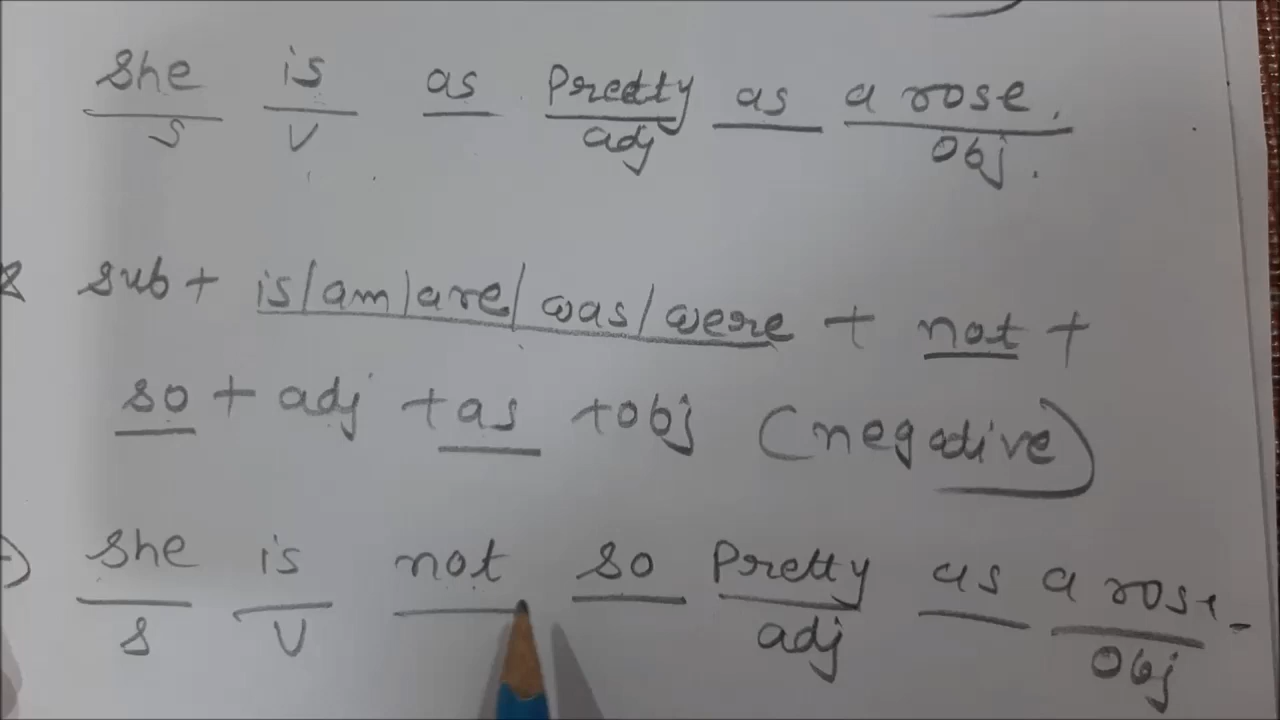 She is as Pretty as a rose.
S V adj Obj.
sub + is/am/are/was/were + not +
so + adj + as + obj (negative)
She is not so Pretty as a rose.
S V adj Obj